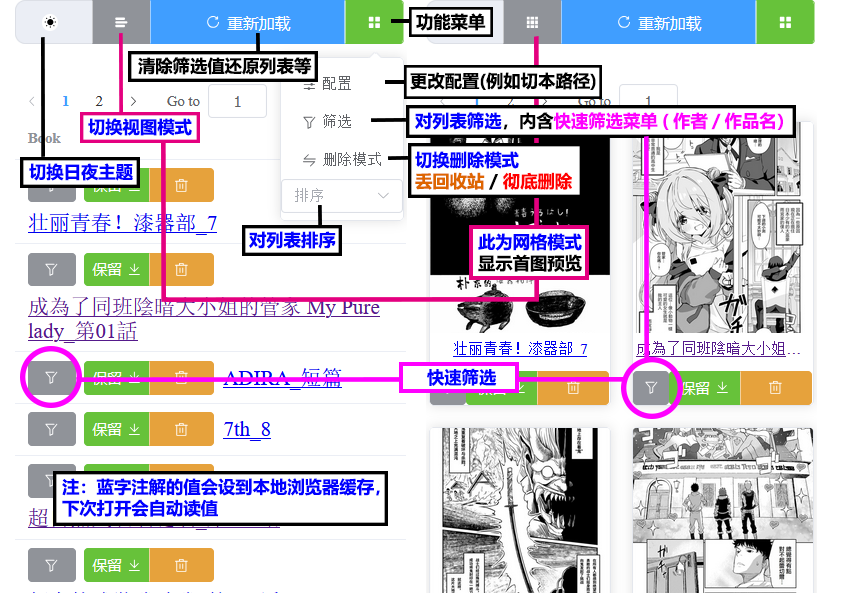 重新加载
功能菜单
重新加载
清除筛选值还原列表等
配置
更改配置(例如切本路径)
1
2
Go to
1
Go to
1
切换视图模式
筛选
对列表筛选，内含快速筛选菜单（作者 / 作品名）
Book
切换日夜主题
删除模式
切换删除模式
丢回收站 / 彻底删除
保留
排序
壮丽青春！漆器部_7
对列表排序
此为网格模式
显示首图预览
保留
成為了同班陰暗大小姐的管家 My Pure
lady_第01話
壮丽青春！漆器部 7
成為了同班陰暗大小姐...
保留
ADIRA_短篇
快速筛选
保留
保留
7th_8
注：蓝字注解的值会设到本地浏览器缓存，
下次打开会自动读值
超
保留